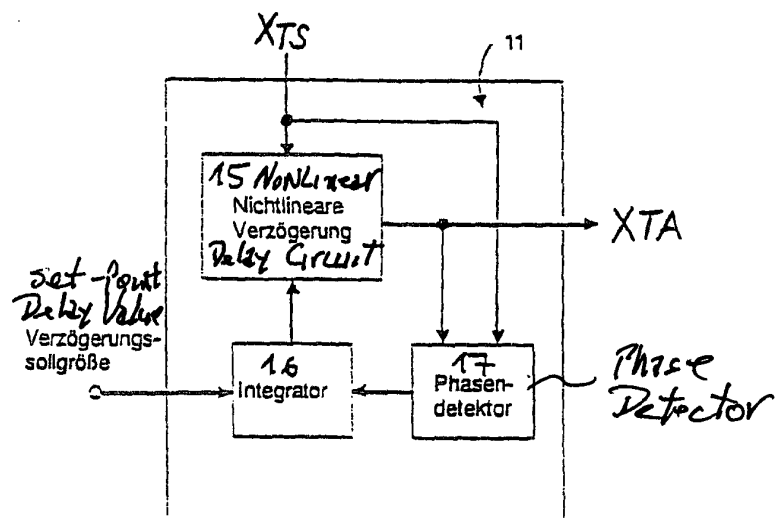 XTS
11
15 NONLinear
Nichtlineare
Verzögerung
Delay Circuit
XTA
Set-Point
Delay Value
Verzögerungs-
sollgröße
16
Integrator
17
Phasen-
detektor
Phase
Detector